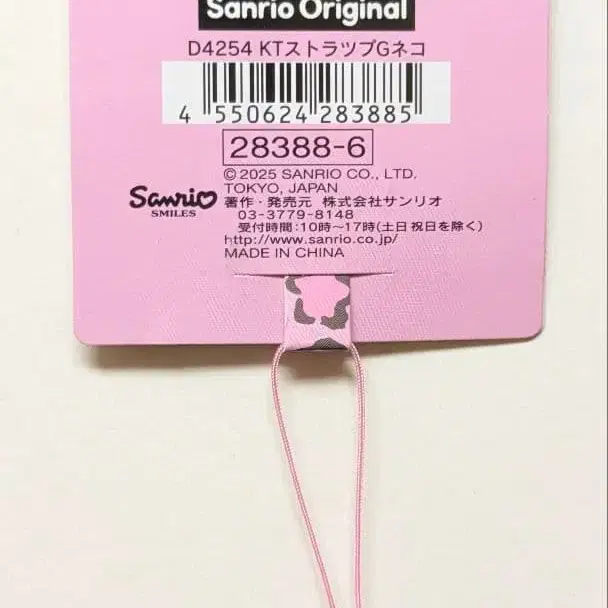 Sanrio Original
D4254 KTストラップGネコ
4 550624 283885
28388-6
© 2025 SANRIO CO., LTD.
TOKYO, JAPAN
Sanrio
SMILES
著作・発売元 株式会社サンリオ
03-3779-8148
受付時間:10時〜17時(土日祝日を除く)
http://www.sanrio.co.jp/
MADE IN CHINA